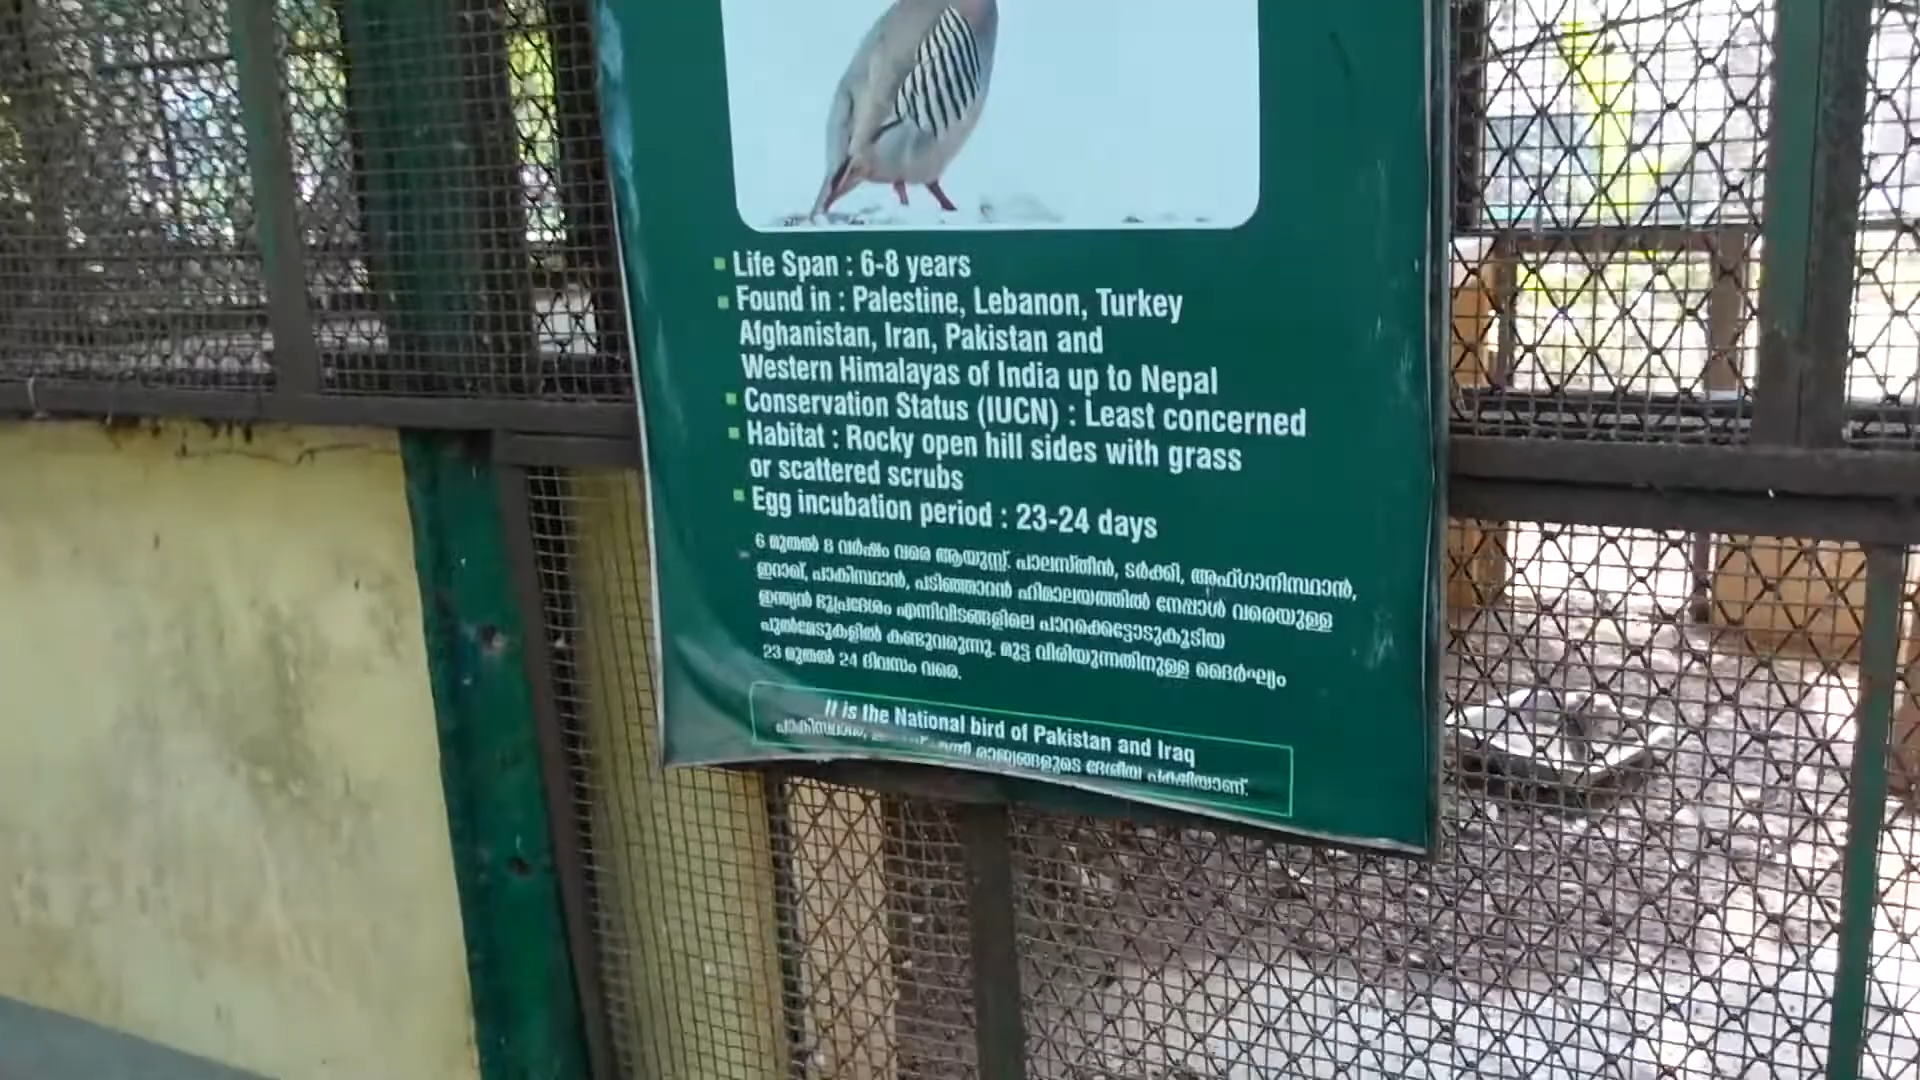 Life Span : 6-8 years
Found in : Palestine, Lebanon, Turkey
Afghanistan, Iran, Pakistan and
Western Himalayas of India up to Nepal
Conservation Status (IUCN) : Least concerned
Habitat : Rocky open hill sides with grass
or scattered scrubs
Egg incubation period : 23-24 days
6 മുതൽ 8 വർഷം വരെ ആയുസ്സ്. പാലസ്തീൻ, ടർക്കി, അഫ്ഗാനിസ്ഥാൻ,
ഇറാഖ്, പാകിസ്ഥാൻ, പടിഞ്ഞാറൻ ഹിമാലയത്തിൽ നേപ്പാൾ വരെയുള്ള
ഇന്ത്യൻ ഭൂപ്രദേശം എന്നിവിടങ്ങളിലെ പാറക്കെട്ടോടുകൂടിയ
പുൽമേടുകളിൽ കണ്ടുവരുന്നു. മുട്ട വിരിയുന്നതിനുള്ള ദൈർഘ്യം
23 മുതൽ 24 ദിവസം വരെ.
It is the National bird of Pakistan and Iraq
പാകിസ്ഥാൻ, രാജ്യങ്ങളുടെ ദേശീയ പക്ഷിയാണ്.